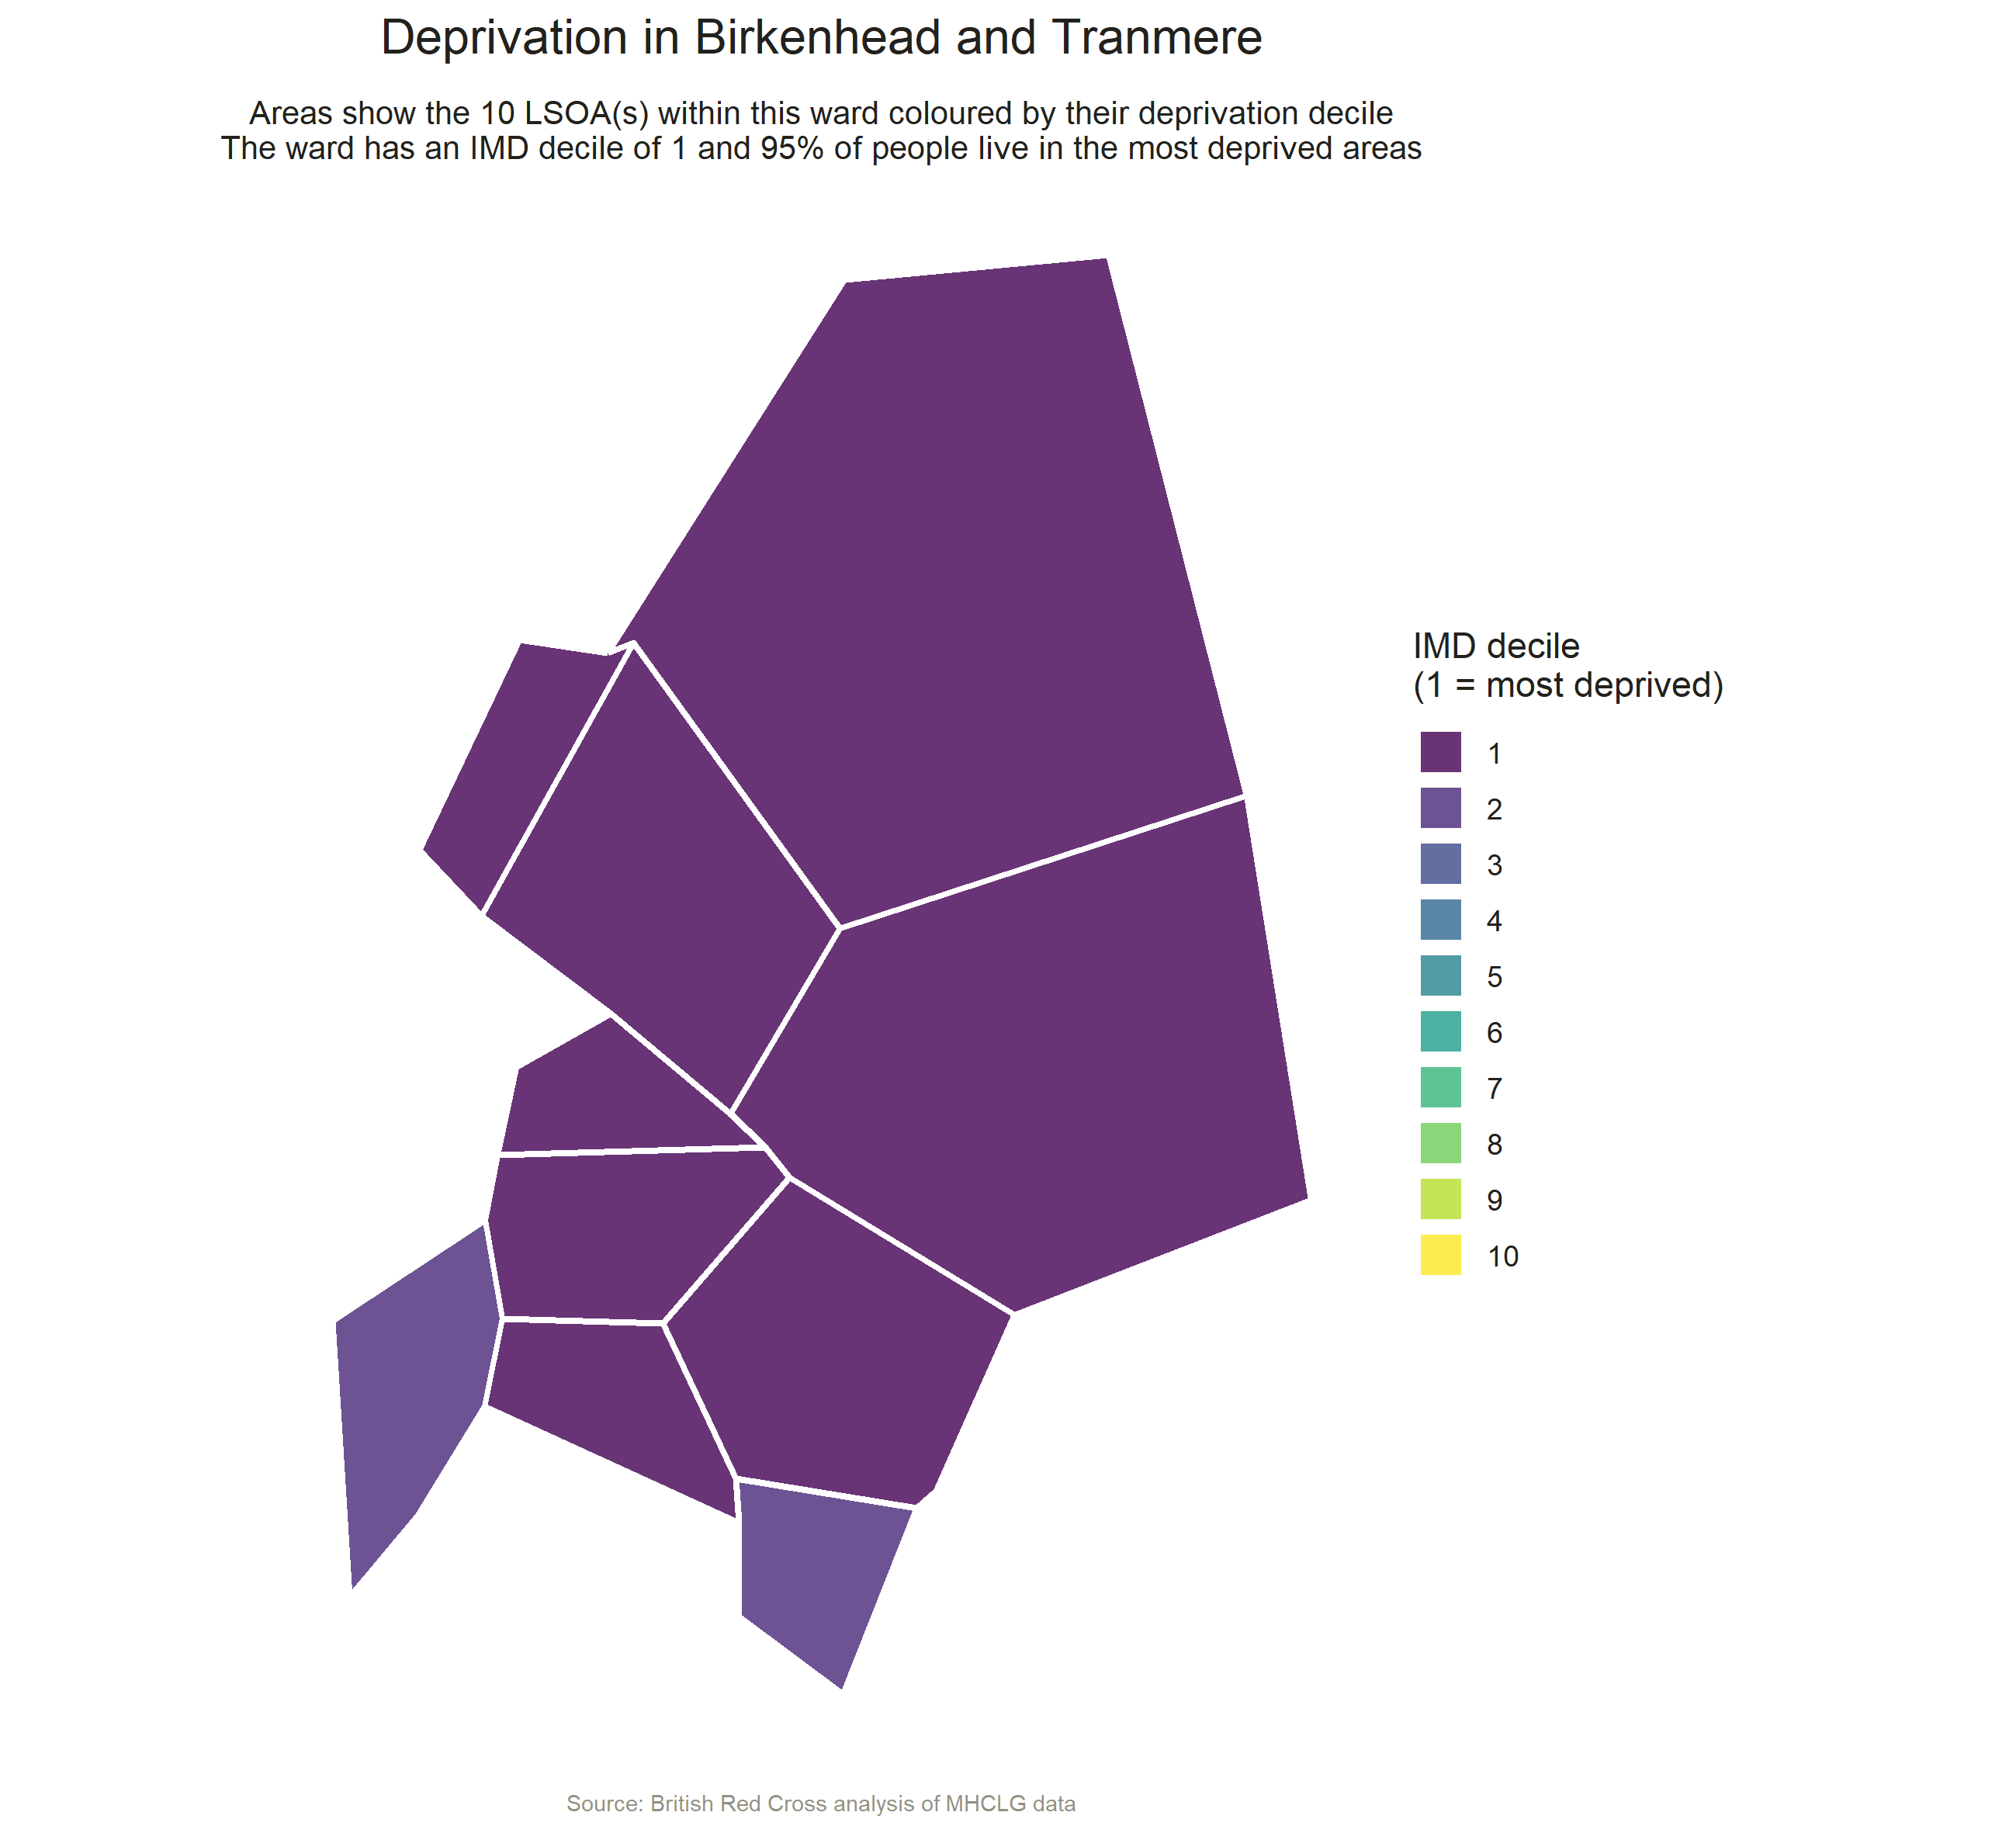 Deprivation in Birkenhead and Tranmere
Areas show the 10 LSOA(s) within this ward coloured by their deprivation decile
The ward has an IMD decile of 1 and 95% of people live in the most deprived areas
IMD decile
(1 = most deprived)
1
2
3
4
5
6
7
8
9
10
Source: British Red Cross analysis of MHCLG data